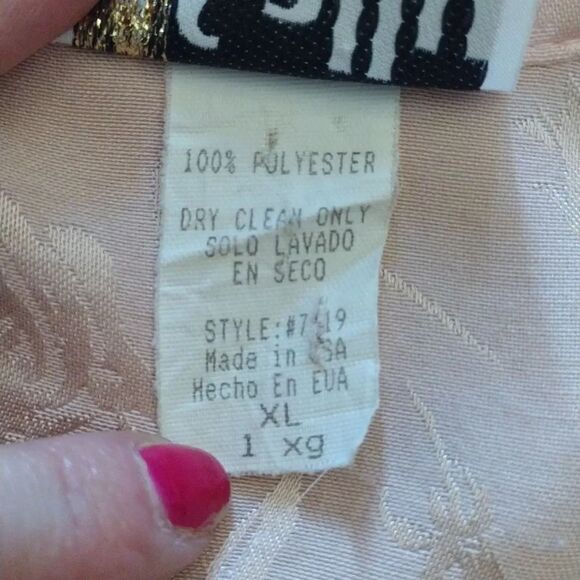 100% POLYESTER
DRY CLEAN ONLY
SOLO LAVADO
EN SECO
STYLE:
Made in USA
Hecho En EUA
XL
1 xg